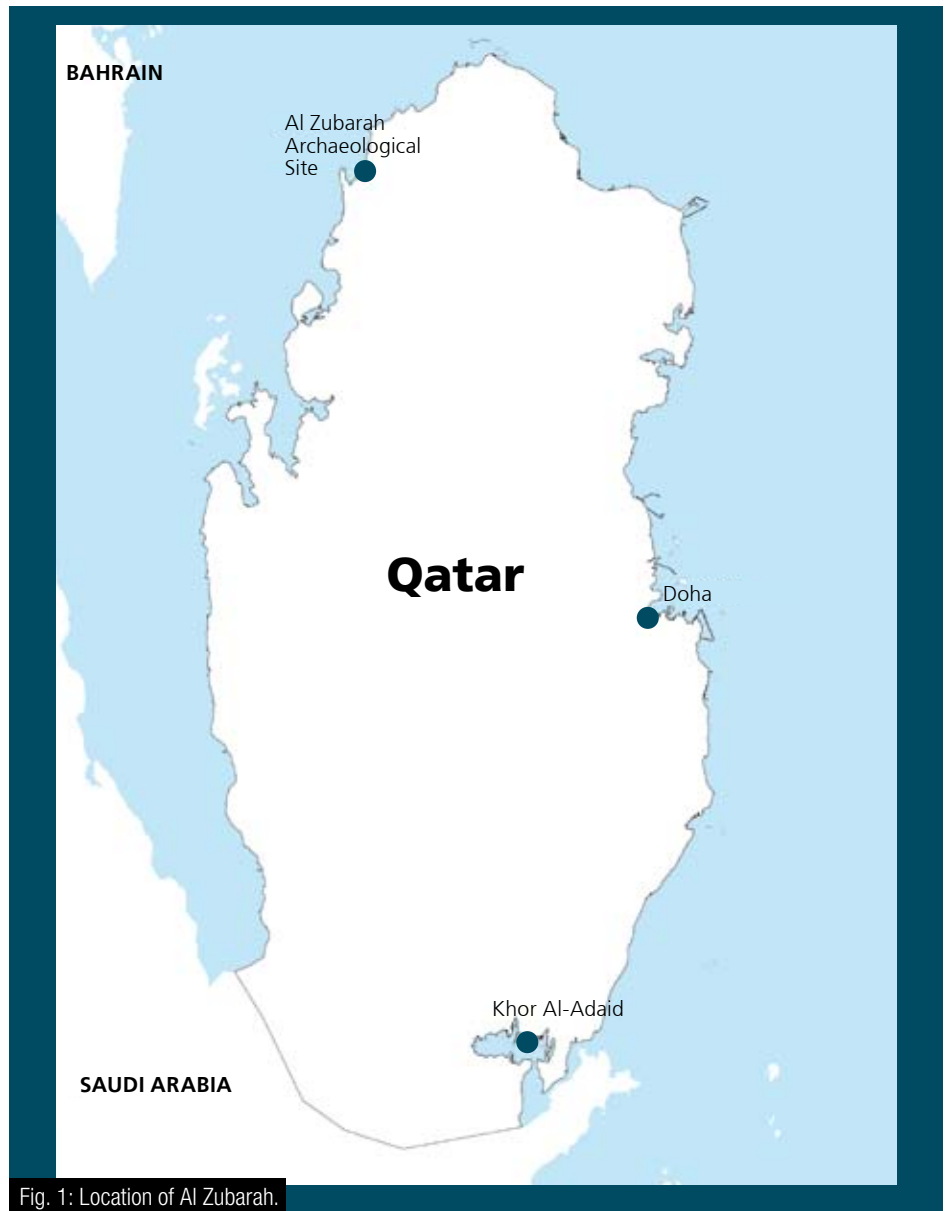 BAHRAIN
Al Zubarah
Archaeological
Site
Qatar
Doha
Khor Al-Adaid
SAUDI ARABIA
Fig. 1: Location of Al Zubarah.